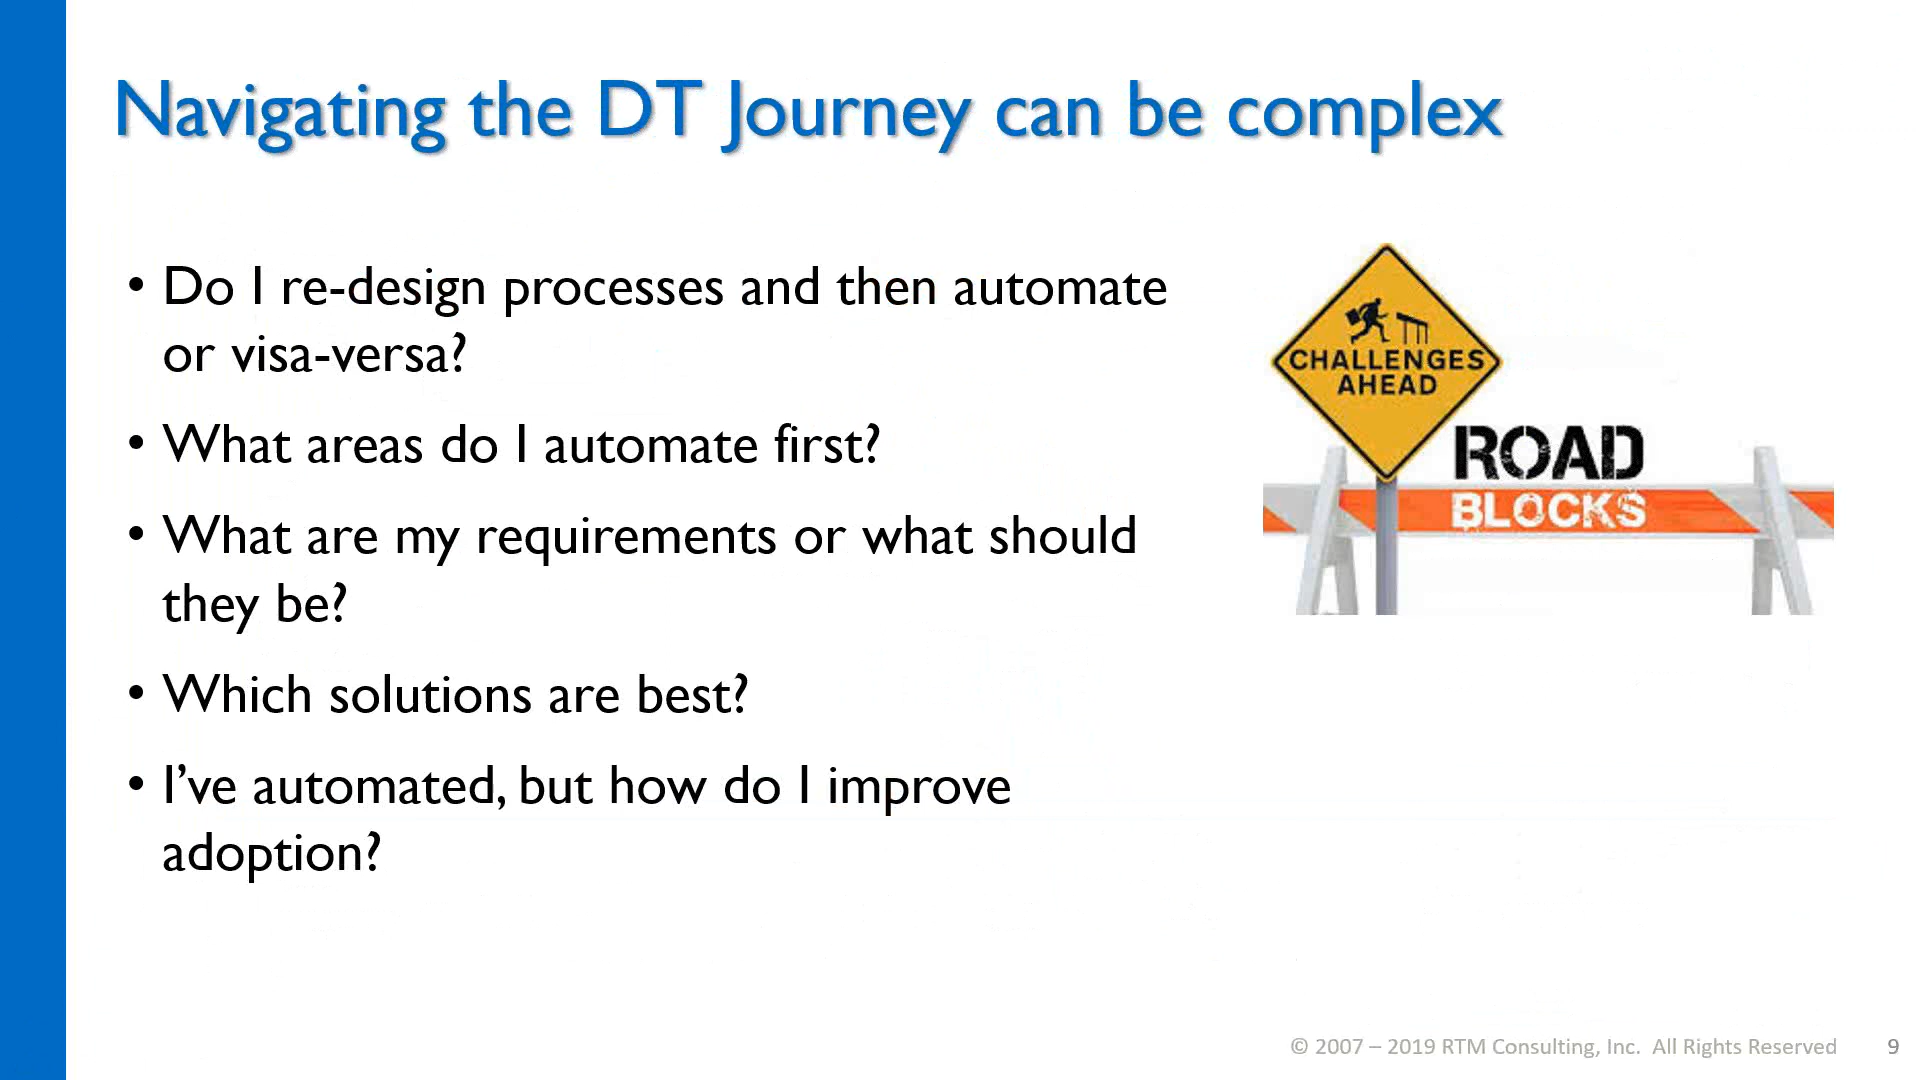 Navigating the DT Journey can be complex
• Do I re-design processes and then automate
or visa-versa?
• What areas do I automate first?
• What are my requirements or what should
they be?
• Which solutions are best?
• I’ve automated, but how do I improve
adoption?
CHALLENGES
AHEAD
ROAD
BLOCKS
© 2007 – 2019 RTM Consulting, Inc. All Rights Reserved 9